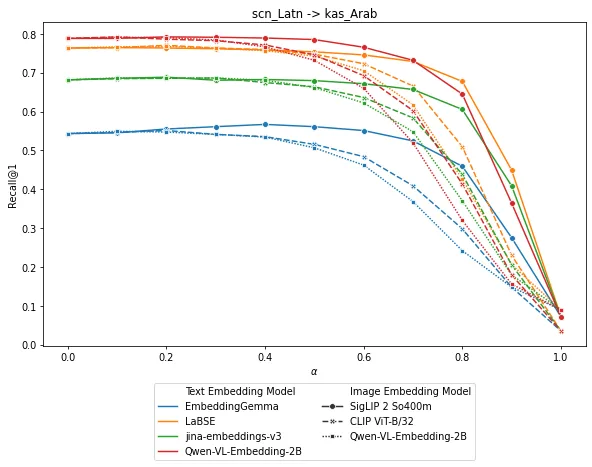 scn_Latn -> kas_Arab
Recall@1
0.8
0.7
0.6
0.5
0.4
0.3
0.2
0.1
0.0
0.0 0.2 0.4 0.6 0.8 1.0
α
Text Embedding Model
EmbeddingGemma
LaBSE
jina-embeddings-v3
Qwen-VL-Embedding-2B
Image Embedding Model
SigLIP 2 So400m
CLIP ViT-B/32
Qwen-VL-Embedding-2B